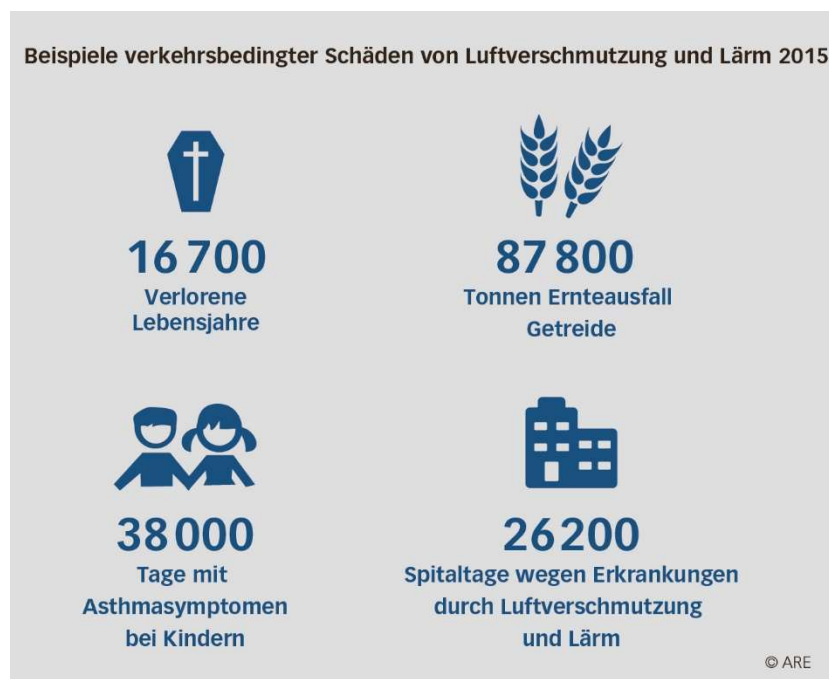 Beispiele verkehrsbedingter Schäden von Luftverschmutzung und Lärm 2015
16 700
Verlorene
Lebensjahre
87 800
Tonnen Ernteausfall
Getreide
38 000
Tage mit
Asthmasymptomen
bei Kindern
26 200
Spitaltage wegen Erkrankungen
durch Luftverschmutzung
und Lärm
© ARE